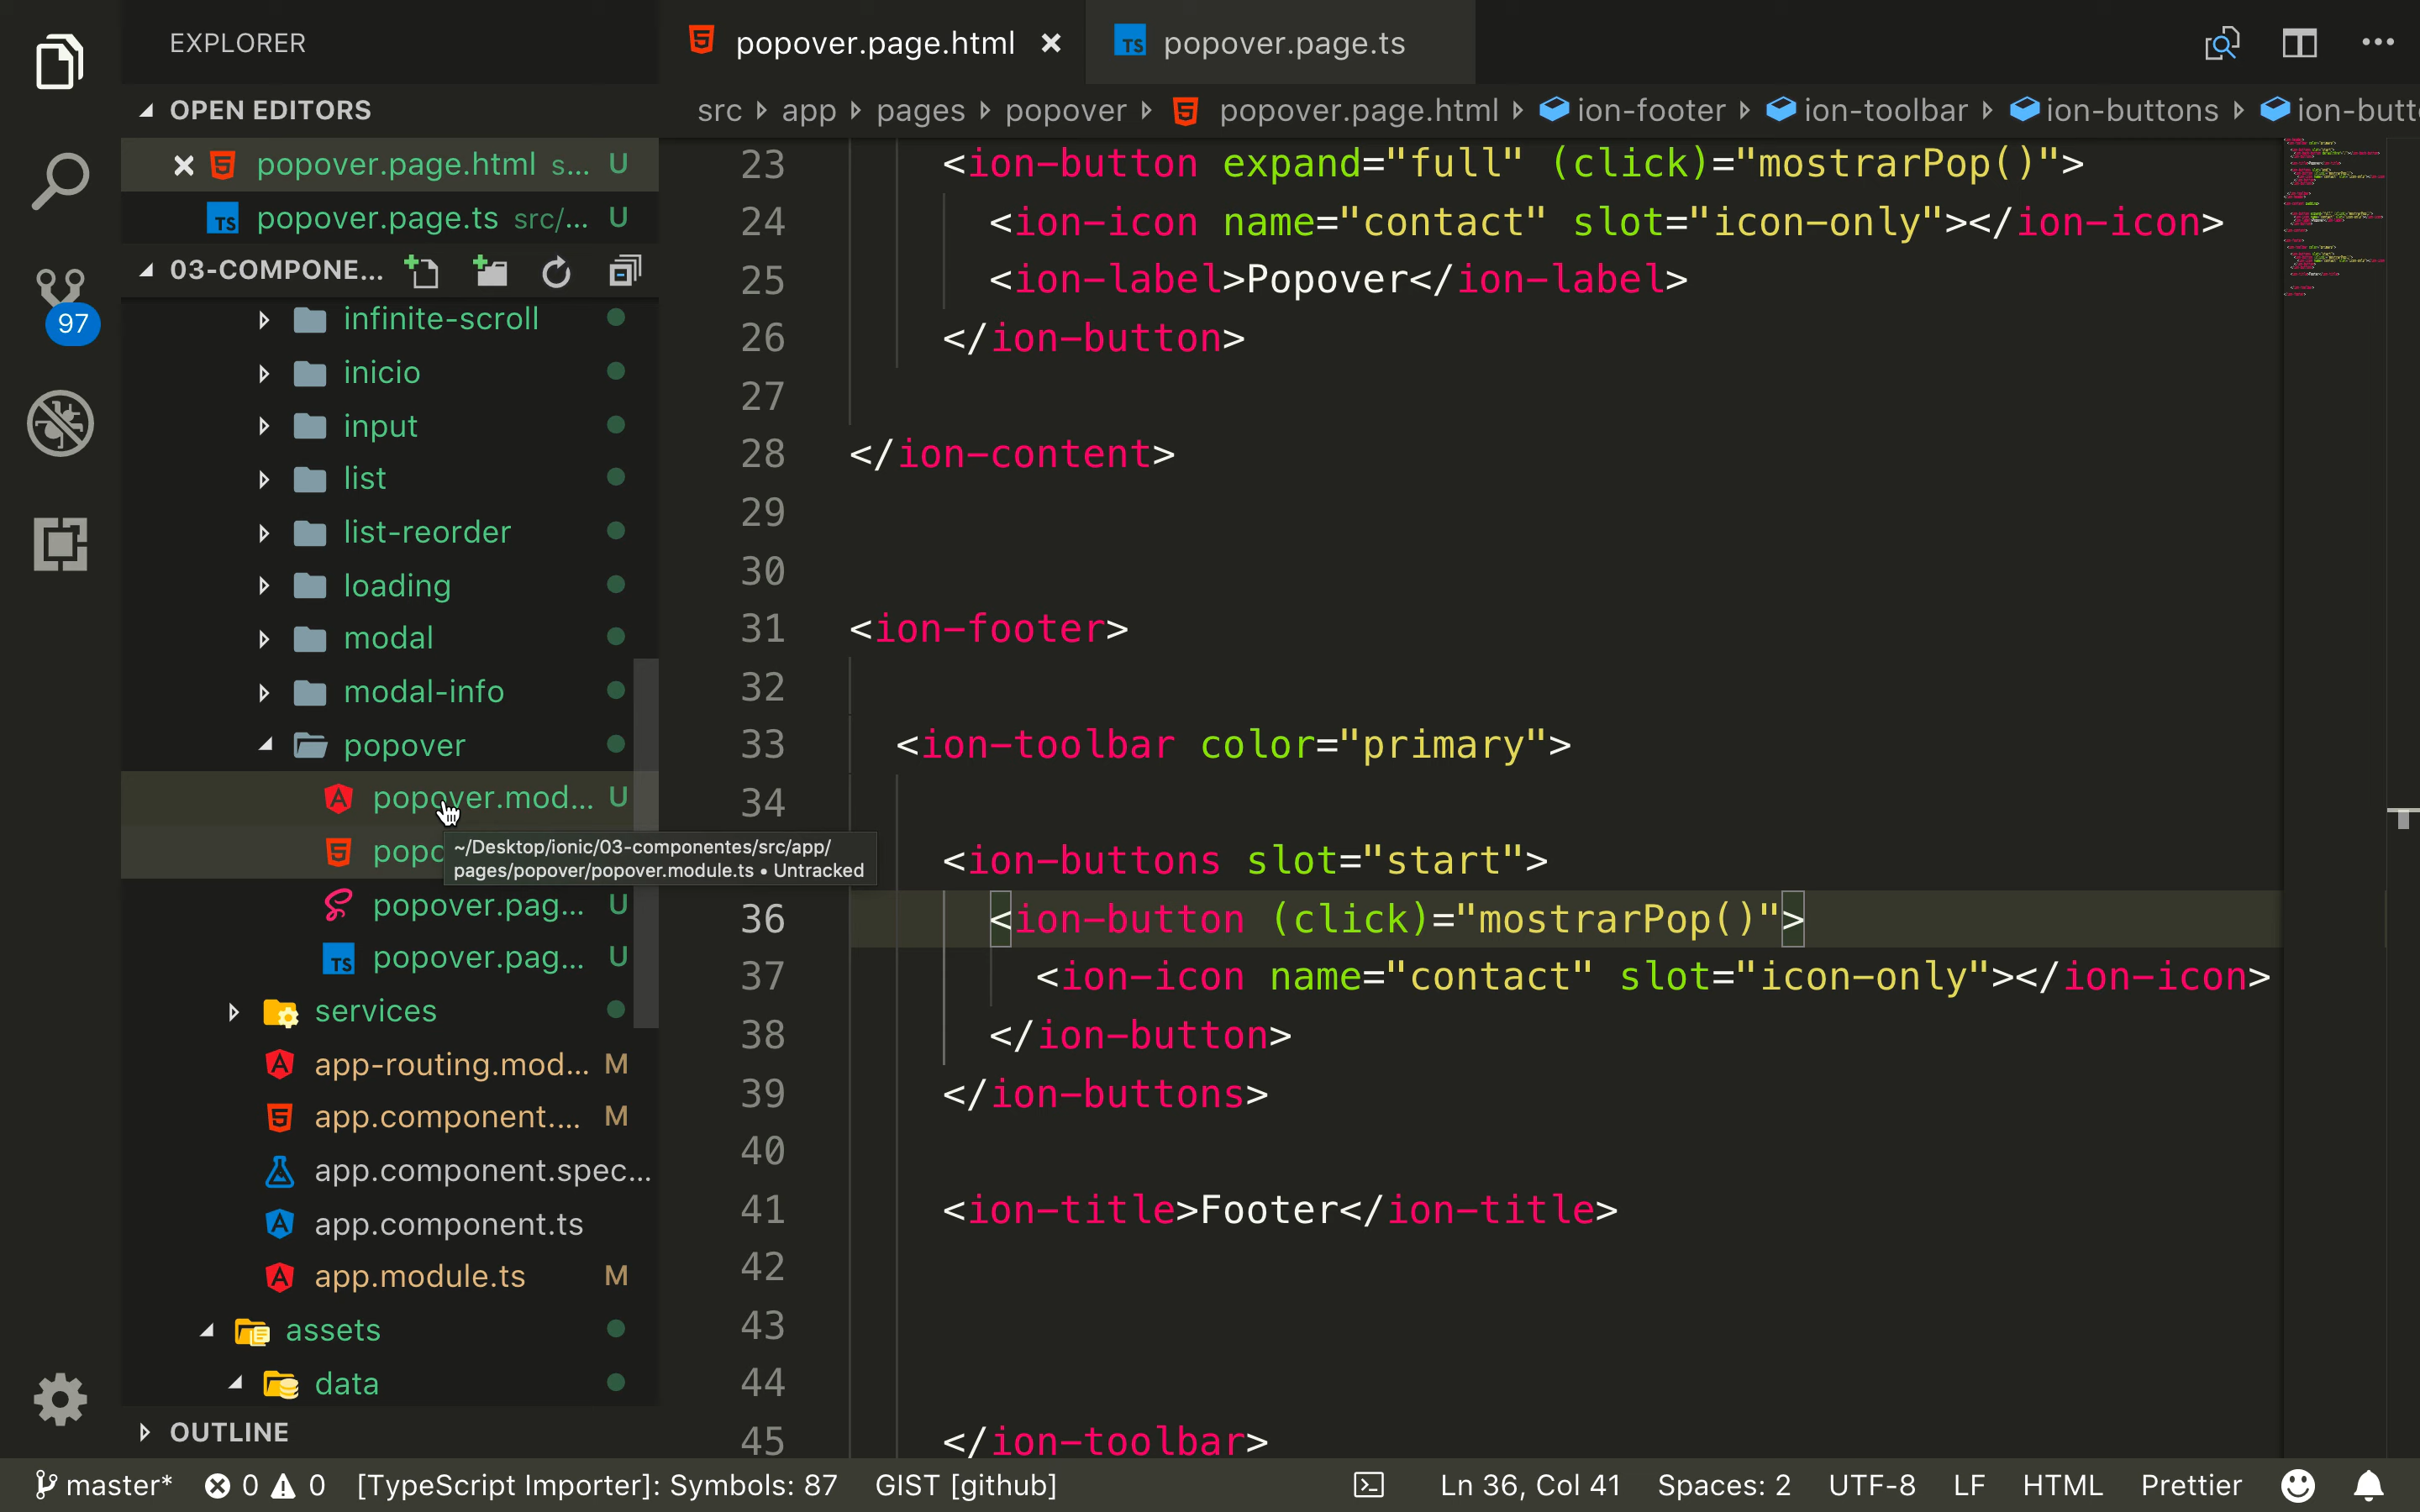 EXPLORER
OPEN EDITORS
popover.page.html s... U
popover.page.ts src/... U
03-COMPONE...
97
infinite-scroll
inicio
input
list
list-reorder
loading
modal
modal-info
popover
popover.mod... U
popo
~/Desktop/ionic/03-componentes/src/app/
pages/popover/popover.module.ts • Untracked
popover.pag... U
popover.pag... U
services
app-routing.mod... M
app.component.... M
app.component.spec...
app.component.ts
app.module.ts M
assets
data
OUTLINE
popover.page.html
TS popover.page.ts
src app pages popover popover.page.html ion-footer ion-toolbar ion-buttons ion-butt
23 <ion-button expand="full" (click)="mostrarPop()">
24 <ion-icon name="contact" slot="icon-only"></ion-icon>
25 <ion-label>Popover</ion-label>
26 </ion-button>
27
28 </ion-content>
29
30
31 <ion-footer>
32
33 <ion-toolbar color="primary">
34
<ion-buttons slot="start">
36 <ion-button (click)="mostrarPop()">
37 <ion-icon name="contact" slot="icon-only"></ion-icon>
38 </ion-button>
39 </ion-buttons>
40
41 <ion-title>Footer</ion-title>
42
43
44
45 </ion-toolbar>
master* 0 0 [TypeScript Importer]: Symbols: 87 GIST [github] Ln 36, Col 41 Spaces: 2 UTF-8 LF HTML Prettier